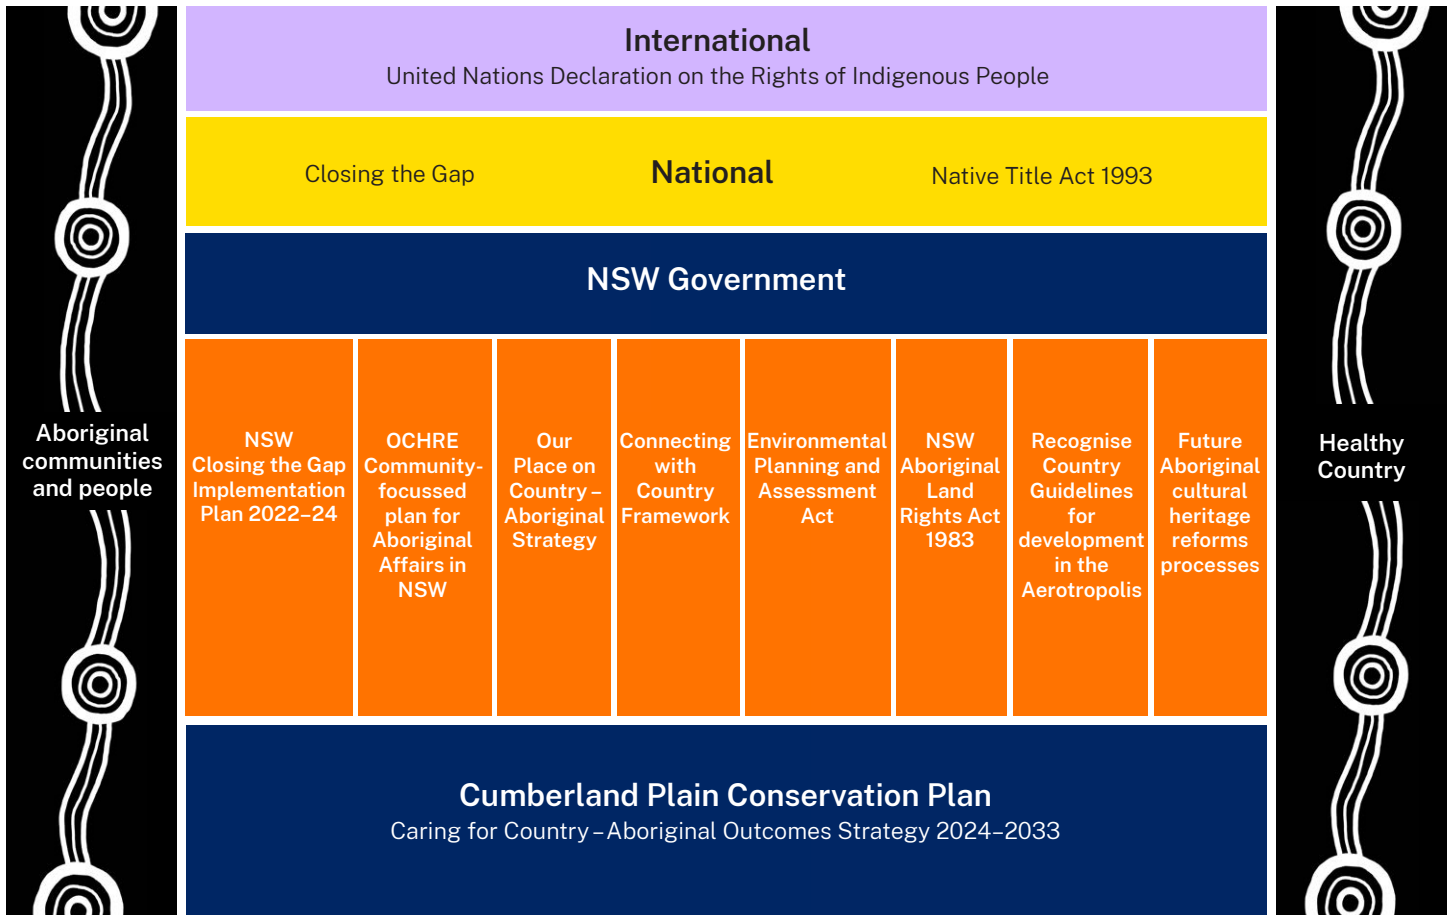 International
United Nations Declaration on the Rights of Indigenous People
Closing the Gap
National
Native Title Act 1993
NSW Government
Aboriginal
communities
and people
NSW
Closing the Gap
Implementation
Plan 2022–24
OCHRE
Community-
focussed
plan for
Aboriginal
Affairs in
NSW
Our
Place on
Country –
Aboriginal
Strategy
Connecting
with
Country
Framework
Environmental
Planning and
Assessment
Act
NSW
Aboriginal
Land
Rights Act
1983
Recognise
Country
Guidelines
for
development
in the
Aerotropolis
Future
Aboriginal
cultural
heritage
reforms
processes
Healthy
Country
Cumberland Plain Conservation Plan
Caring for Country – Aboriginal Outcomes Strategy 2024–2033